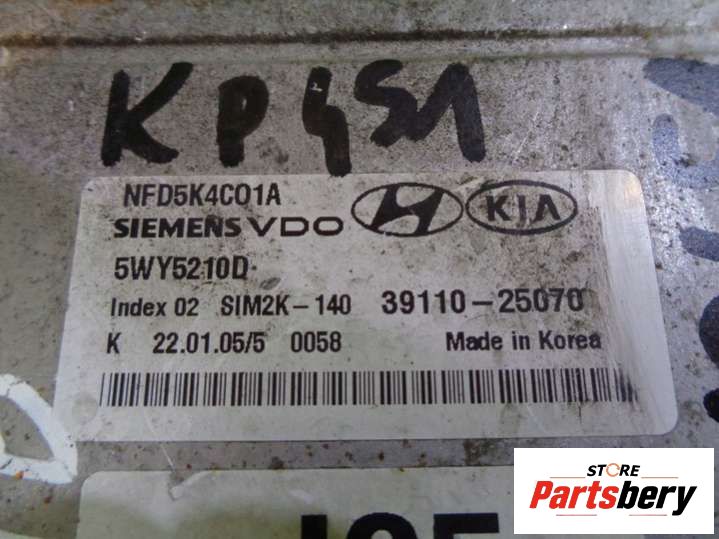 KP4S1
NFD5K4C01A
SIEMENS VDO KIA
5WY5210D
Index 02 SIM2K-140 39110-25070
K 22.01.05/5 0058 Made in Korea
STORE
Partsbery